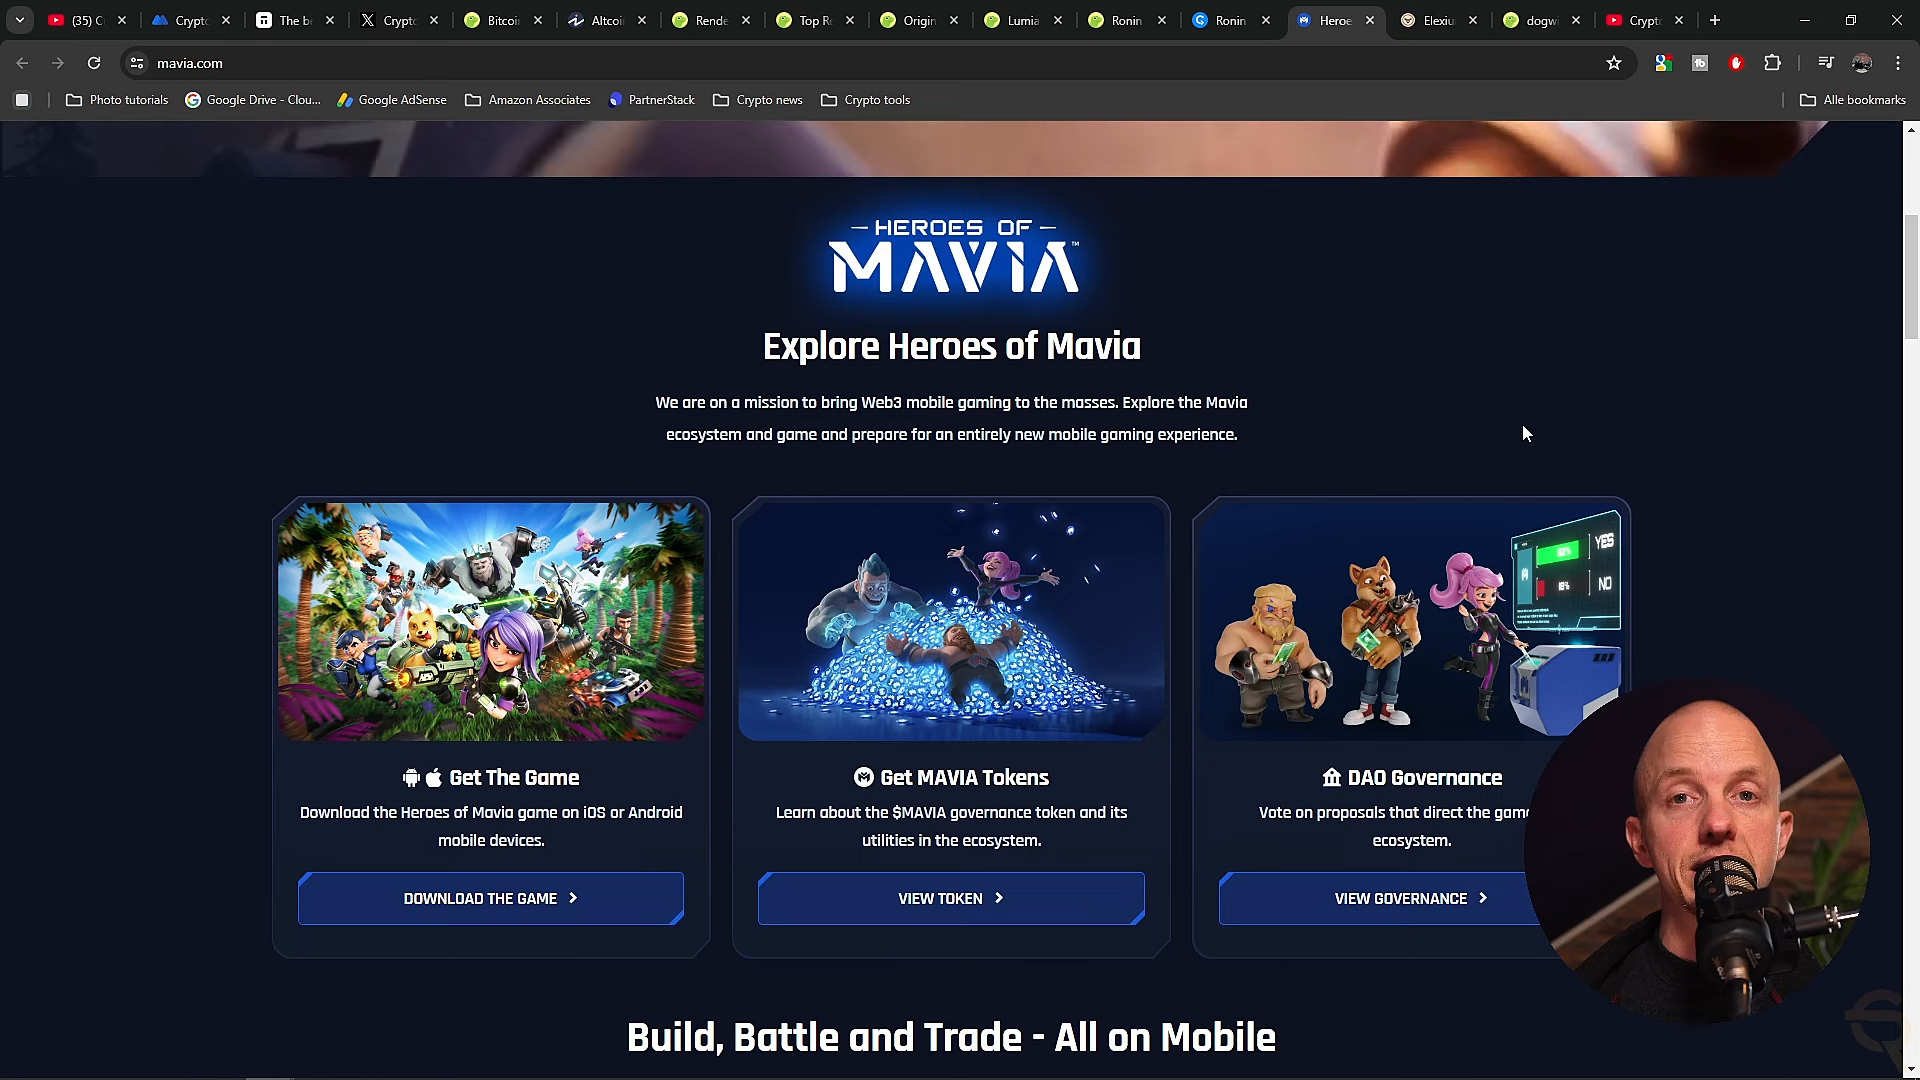 (35) C
Crypto
The b
Crypto
Bitcoi
Altcoi
Rende
Top R
Origin
Lumia
Ronin
Ronin
Heroe
Elexiu
dogwi
Crypto
mavia.com
Photo tutorials
Google Drive - Clou...
Google AdSense
Amazon Associates
PartnerStack
Crypto news
Crypto tools
Alle bookmarks
HEROES OF
MAVIA™
Explore Heroes of Mavia
We are on a mission to bring Web3 mobile gaming to the masses. Explore the Mavia
ecosystem and game and prepare for an entirely new mobile gaming experience.
YES
NO
Get The Game
Download the Heroes of Mavia game on iOS or Android
mobile devices.
DOWNLOAD THE GAME
Get MAVIA Tokens
Learn about the $MAVIA governance token and its
utilities in the ecosystem.
VIEW TOKEN
DAO Governance
Vote on proposals that direct the game
ecosystem.
VIEW GOVERNANCE
Build, Battle and Trade - All on Mobile